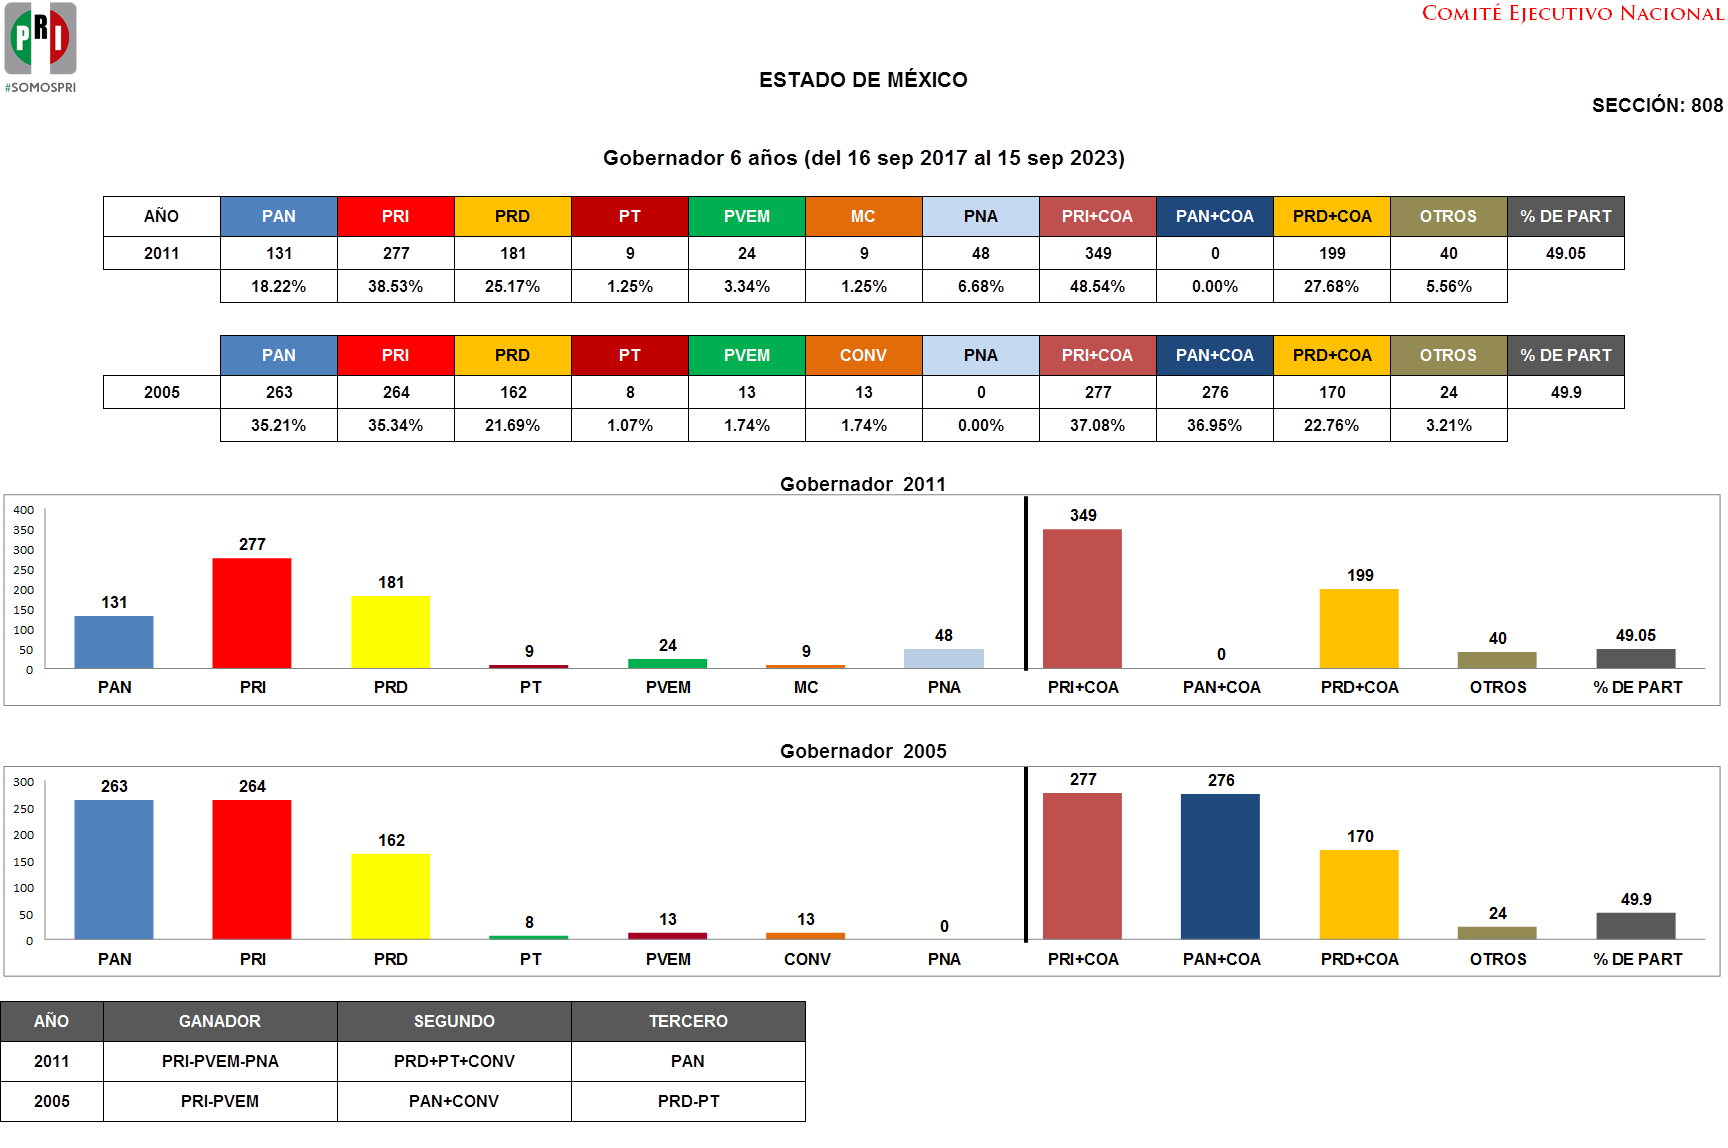 PRI
#SOMOSPRI
COMITÉ EJECUTIVO NACIONAL
ESTADO DE MÉXICO
SECCIÓN: 808
Gobernador 6 años (del 16 sep 2017 al 15 sep 2023)
AÑO PAN PRI PRD PT PVEM MC PNA PRI+COA PAN+COA PRD+COA OTROS % DE PART
2011 131 277 181 9 24 9 48 349 0 199 40 49.05
18.22% 38.53% 25.17% 1.25% 3.34% 1.25% 6.68% 48.54% 0.00% 27.68% 5.56%
PAN PRI PRD PT PVEM CONV PNA PRI+COA PAN+COA PRD+COA OTROS % DE PART
2005 263 264 162 8 13 13 0 277 276 170 24 49.9
35.21% 35.34% 21.69% 1.07% 1.74% 1.74% 0.00% 37.08% 36.95% 22.76% 3.21%
Gobernador 2011
400
350
300
250
200
150
100
50
0
131 277 181 9 24 9 48 349 0 199 40 49.05
PAN PRI PRD PT PVEM MC PNA PRI+COA PAN+COA PRD+COA OTROS % DE PART
Gobernador 2005
300
250
200
150
100
50
0
263 264 162 8 13 13 0 277 276 170 24 49.9
PAN PRI PRD PT PVEM CONV PNA PRI+COA PAN+COA PRD+COA OTROS % DE PART
AÑO GANADOR SEGUNDO TERCERO
2011 PRI-PVEM-PNA PRD+PT+CONV PAN
2005 PRI-PVEM PAN+CONV PRD-PT